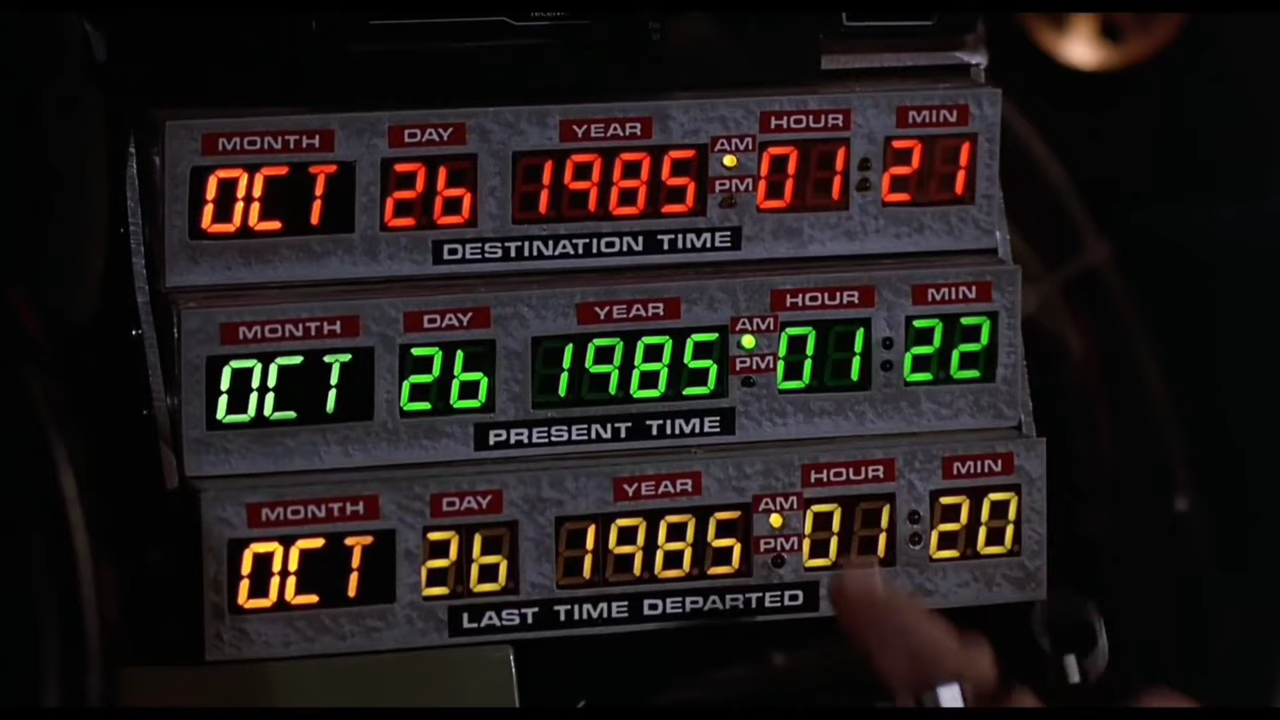 MONTH DAY YEAR AM HOUR MIN
OCT 26 1985 PM 01 21
DESTINATION TIME
MONTH DAY YEAR AM HOUR MIN
OCT 26 1985 PM 01 22
PRESENT TIME
MONTH DAY YEAR AM HOUR MIN
OCT 26 1985 PM 01 20
LAST TIME DEPARTED